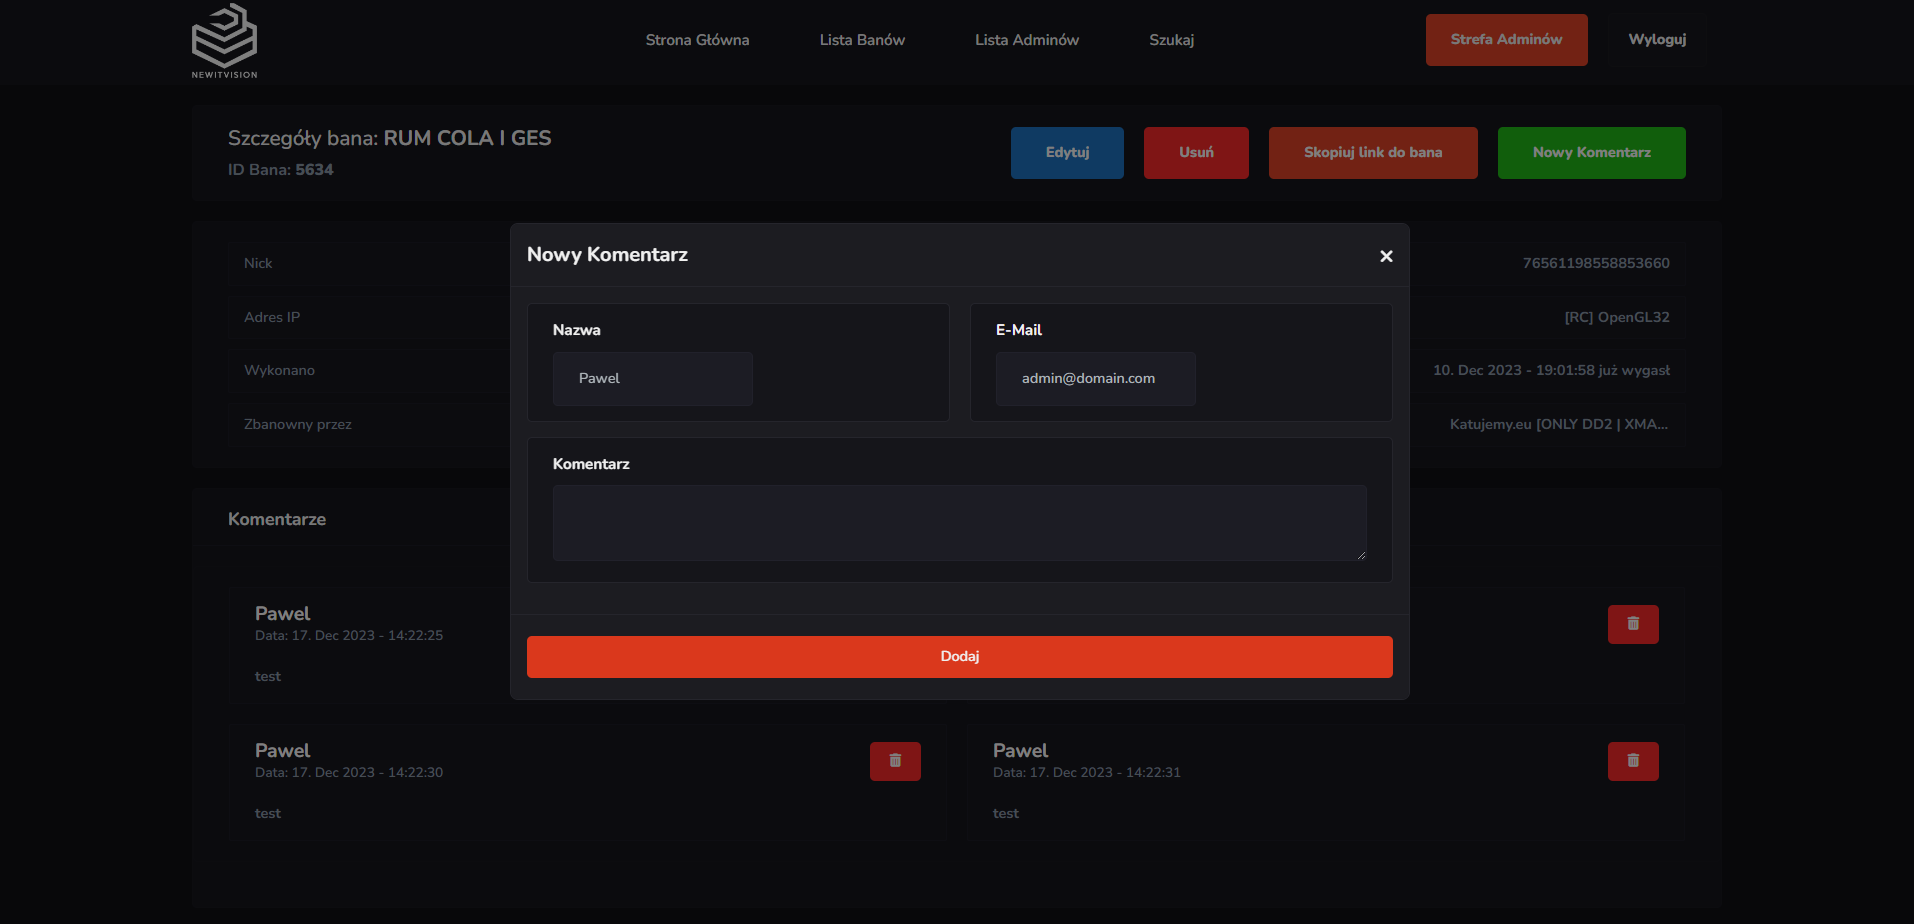 NEWITVISION
Strona Główna
Lista Banów
Lista Adminów
Szukaj
Strefa Adminów
Wyloguj
Szczegóły bana: RUM COLA I GES
ID Bana: 5634
Edytuj
Usuń
Skopiuj link do bana
Nowy Komentarz
Nowy Komentarz
Nazwa
Pawel
E-Mail
admin@domain.com
Komentarz
Dodaj
Nick
76561198558853660
Adres IP
[RC] OpenGL32
Wykonano
10. Dec 2023 - 19:01:58 już wygasł
Zbanowny przez
Katujemy.eu [ONLY DD2 | XMA...
Komentarze
Pawel
Data: 17. Dec 2023 - 14:22:25
test
Pawel
Data: 17. Dec 2023 - 14:22:30
test
Pawel
Data: 17. Dec 2023 - 14:22:31
test